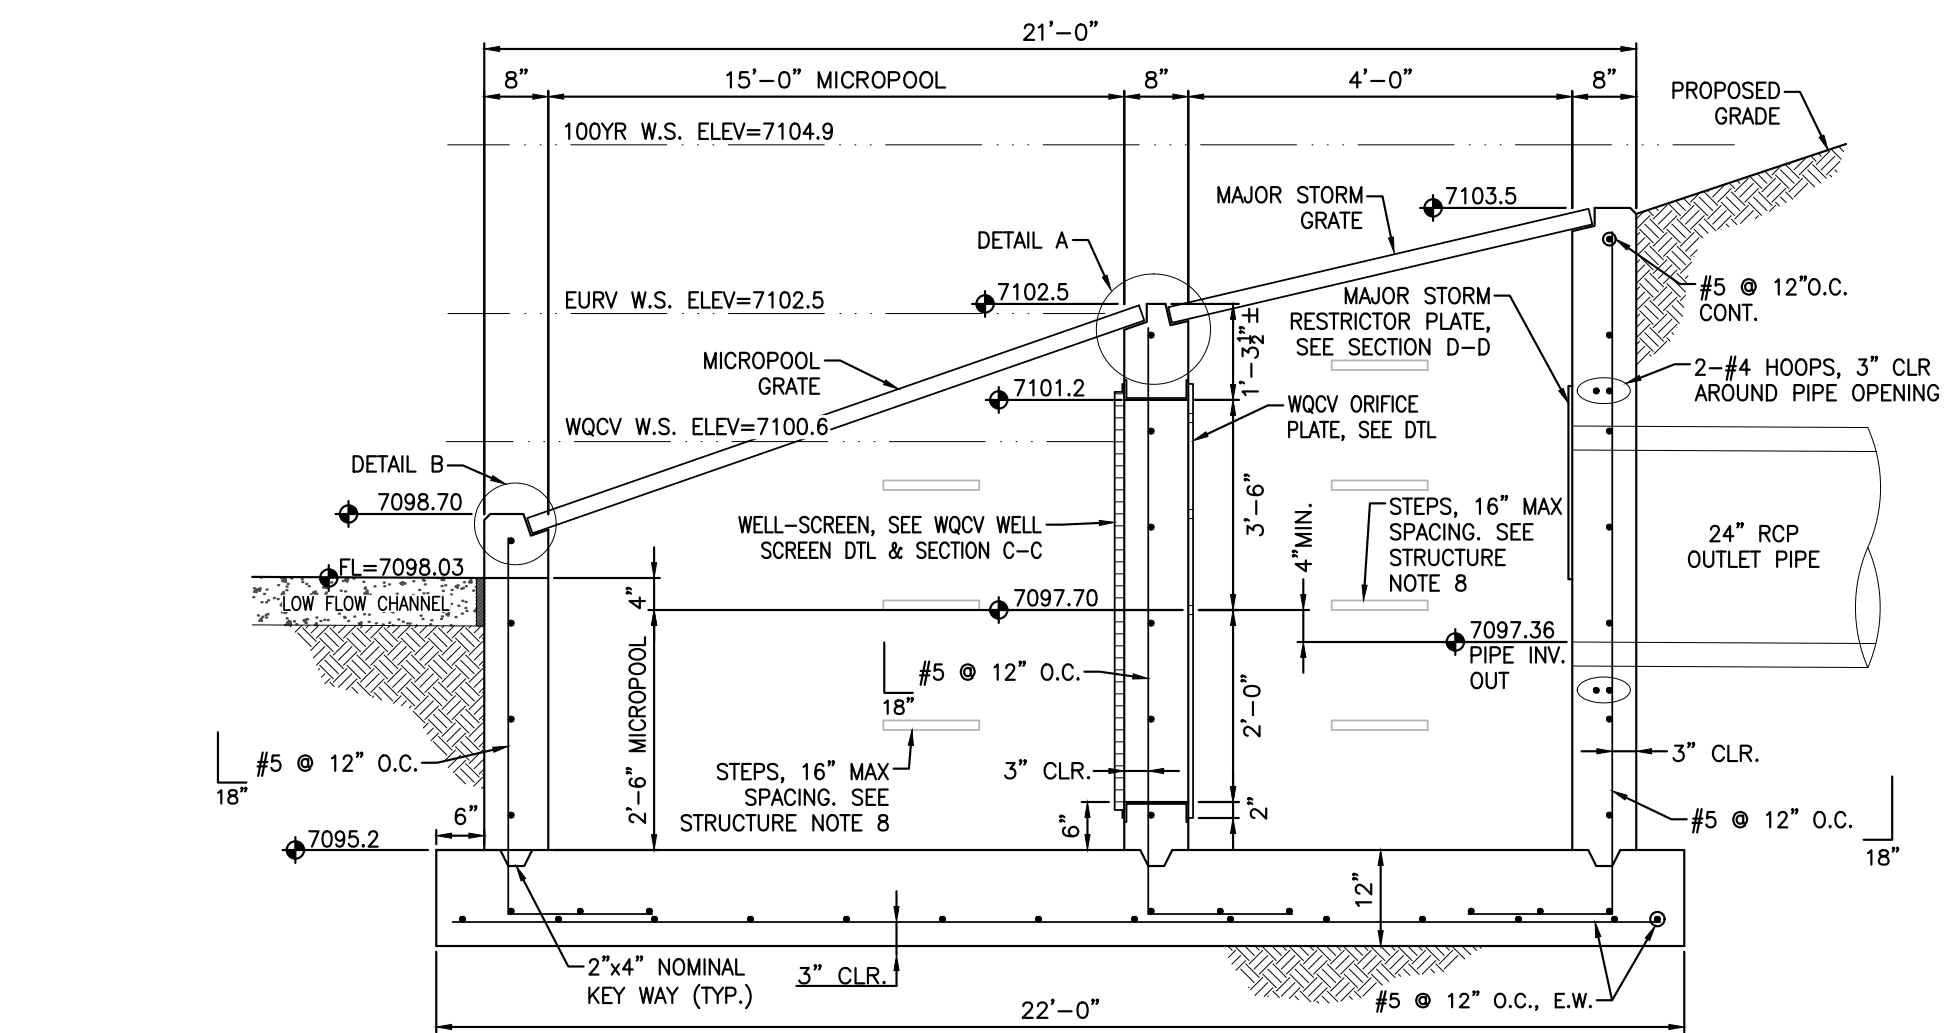 21'-0"
8"
15'-0" MICROPOOL
8"
4'-0"
8"
PROPOSED
GRADE
100YR W.S. ELEV=7104.9
MAJOR STORM
GRATE
7103.5
DETAIL A
#5 @ 12"O.C.
CONT.
EURV W.S. ELEV=7102.5
7102.5
MAJOR STORM
RESTRICTOR PLATE,
SEE SECTION D-D
1'-3½" ±
MICROPOOL
GRATE
2-#4 HOOPS, 3" CLR
AROUND PIPE OPENING
7101.2
WQCV ORIFICE
PLATE, SEE DTL
WQCV W.S. ELEV=7100.6
DETAIL B
7098.70
WELL-SCREEN, SEE WQCV WELL
SCREEN DTL & SECTION C-C
3'-6"
4"MIN.
STEPS, 16" MAX
SPACING. SEE
STRUCTURE
NOTE 8
24" RCP
OUTLET PIPE
FL=7098.03
LOW FLOW CHANNEL
4"
7097.70
7097.36
PIPE INV.
OUT
2'-6" MICROPOOL
#5 @ 12" O.C.
18"
2'-0"
#5 @ 12" O.C.
18"
STEPS, 16" MAX
SPACING. SEE
STRUCTURE NOTE 8
3" CLR.
3" CLR.
6"
6"
2"
#5 @ 12" O.C.
18"
7095.2
12"
2"x4" NOMINAL
KEY WAY (TYP.)
3" CLR.
#5 @ 12" O.C., E.W.
22'-0"